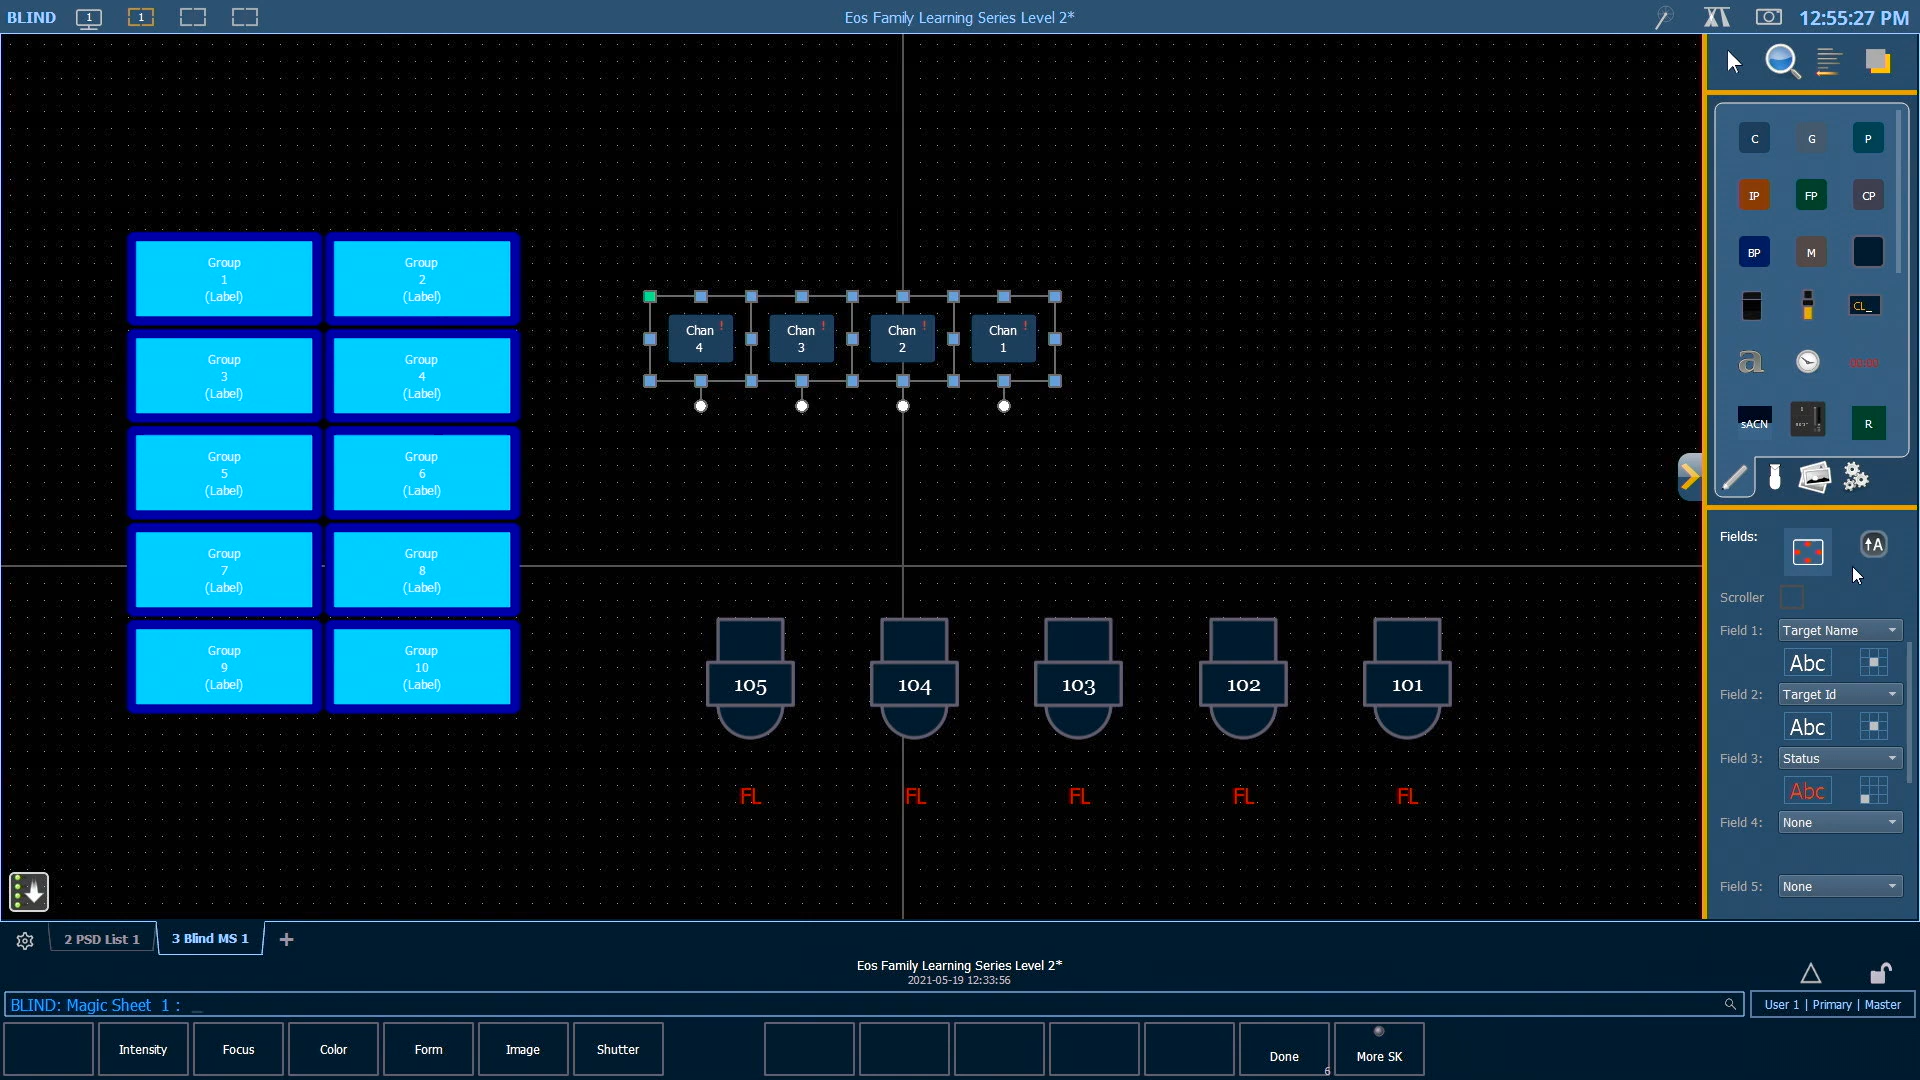 BLIND
1
1
Eos Family Learning Series Level 2*
12:55:27 PM
C
G
P
IP
FP
CP
BP
M
CL_
a
sACN
R
Group
1
(Label)
Group
2
(Label)
Group
3
(Label)
Group
4
(Label)
Group
5
(Label)
Group
6
(Label)
Group
7
(Label)
Group
8
(Label)
Group
9
(Label)
Group
10
(Label)
Chan !
4
Chan !
3
Chan !
2
Chan !
1
105
104
103
102
101
FL
FL
FL
FL
FL
Fields:
A
Scroller
Field 1:
Target Name
Abc
Field 2:
Target Id
Abc
Field 3:
Status
Abc
Field 4:
None
Field 5:
None
2 PSD List 1
3 Blind MS 1
+
Eos Family Learning Series Level 2*
2021-05-19 12:33:56
BLIND: Magic Sheet 1 : _
User 1 | Primary | Master
Intensity
Focus
Color
Form
Image
Shutter
Done
6
More SK